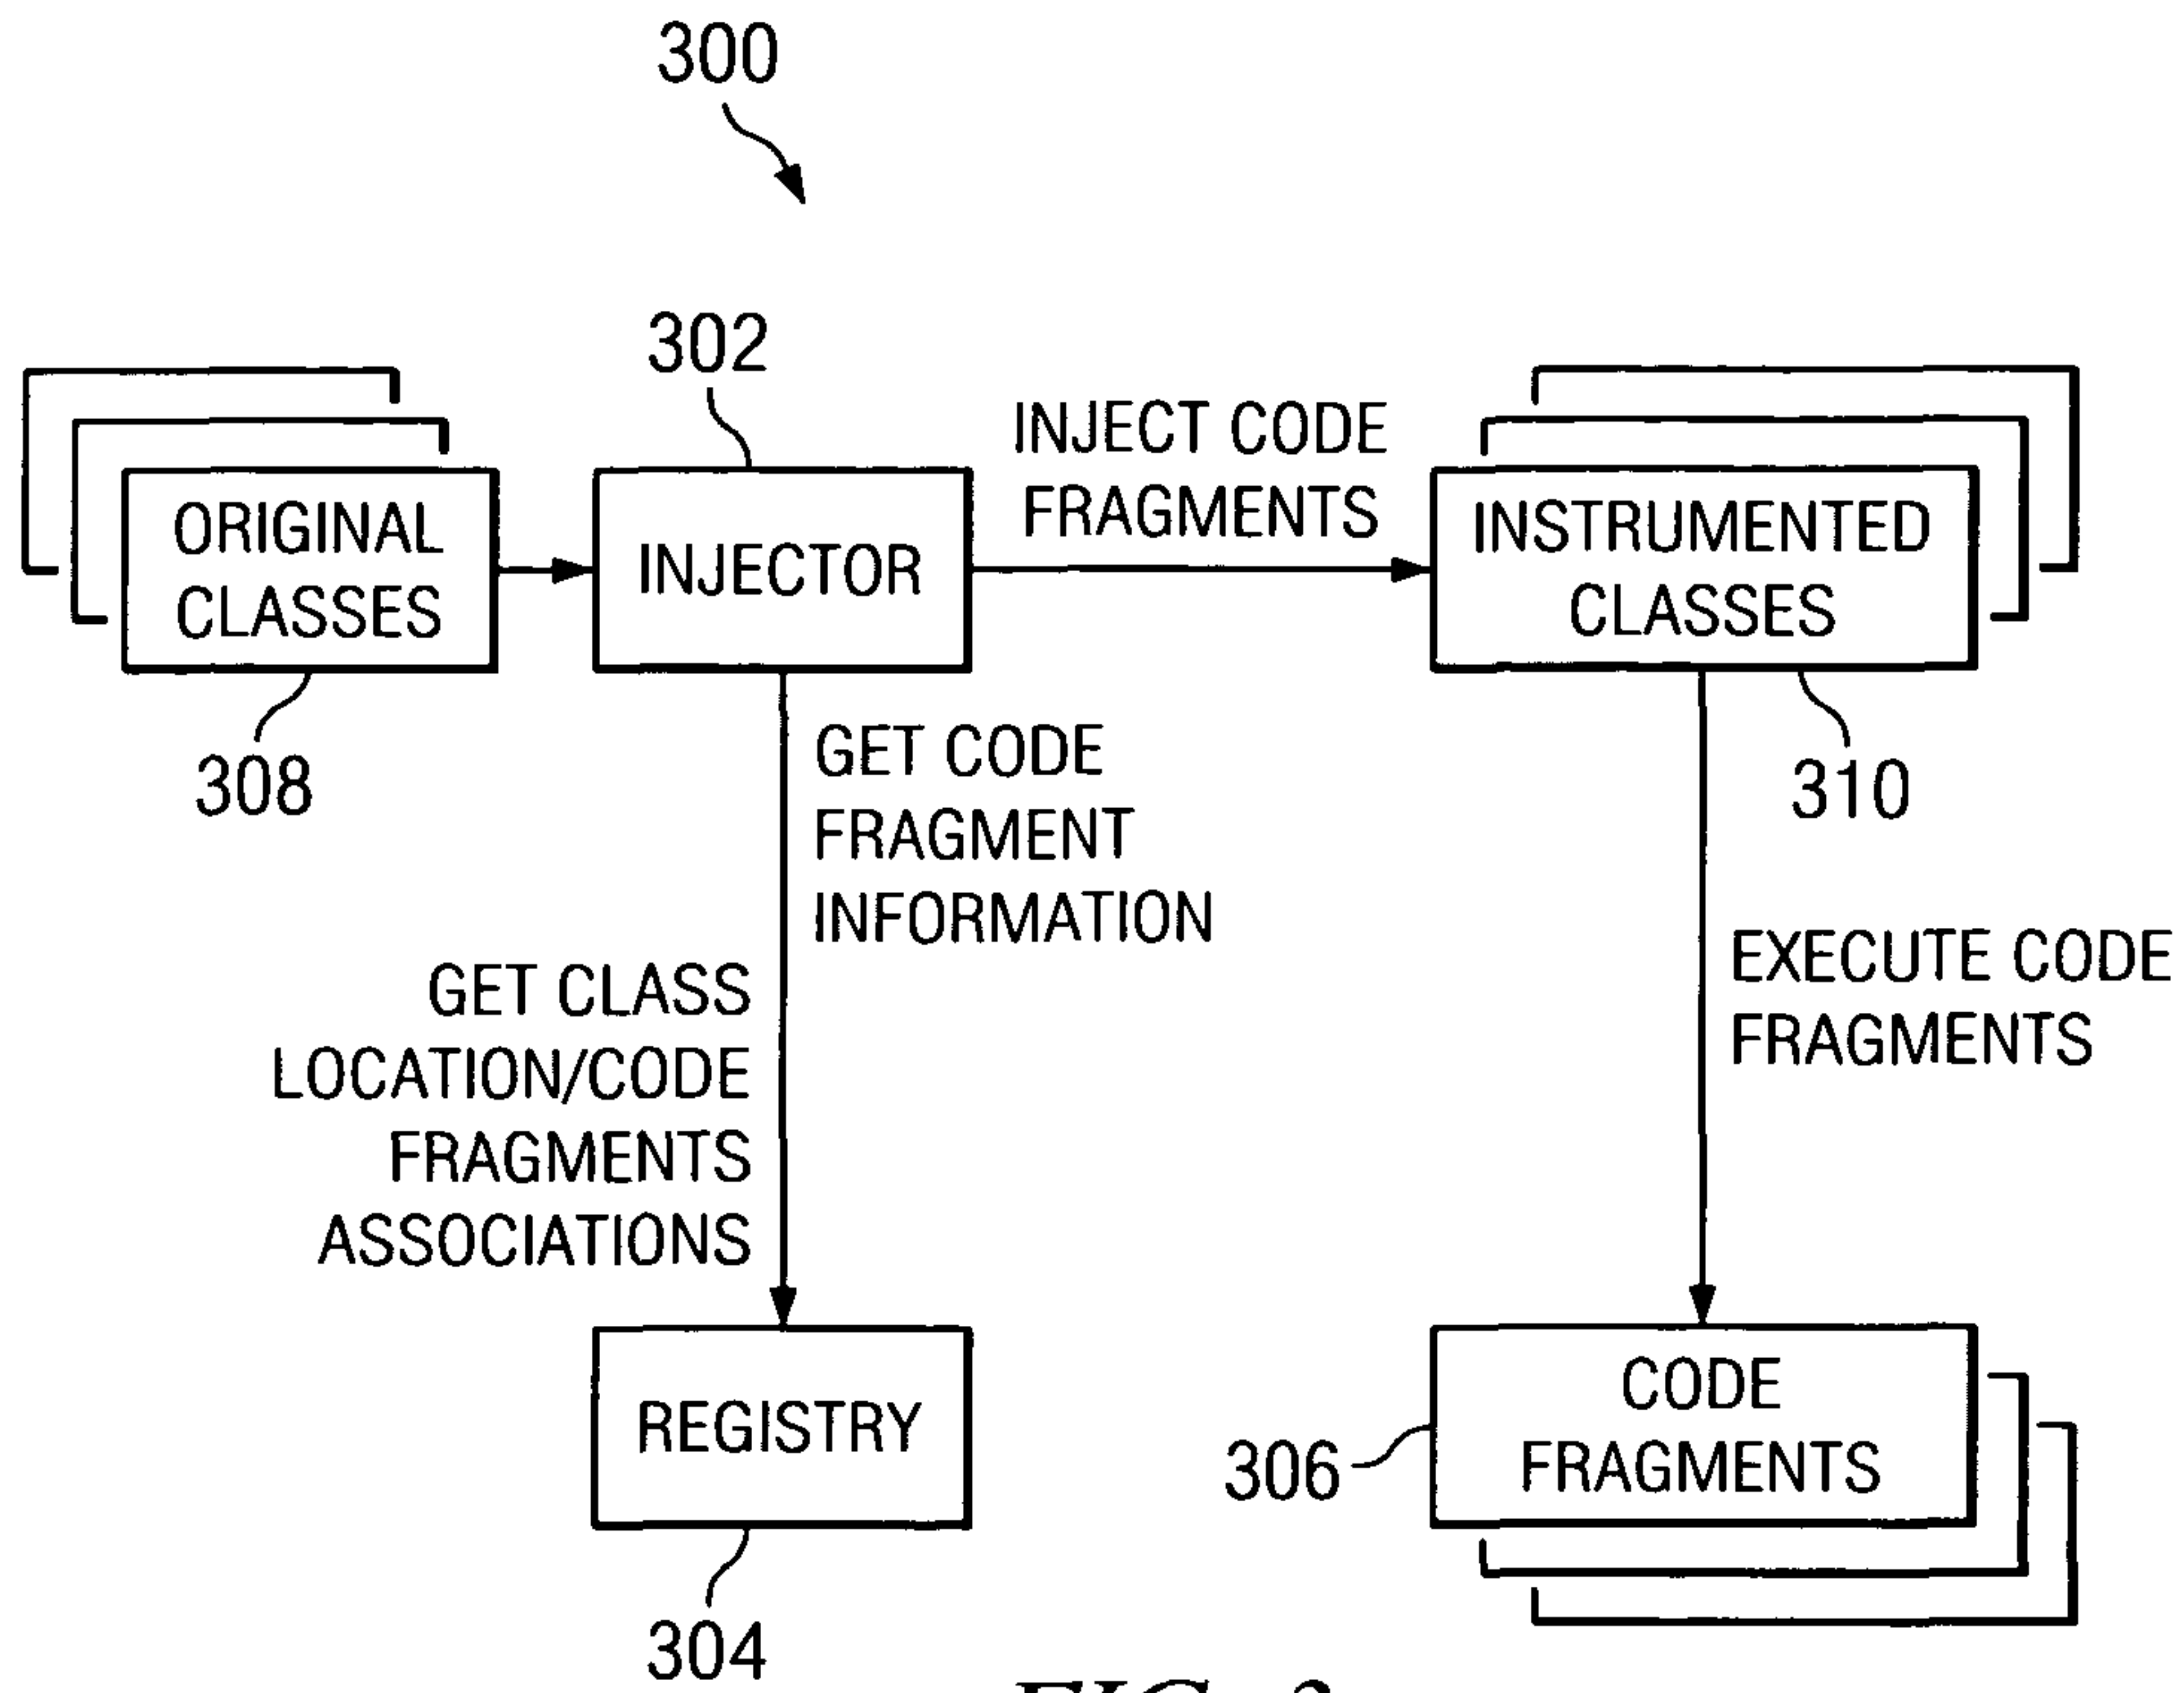 300
302
INJECT CODE
FRAGMENTS
ORIGINAL
CLASSES
INJECTOR
INSTRUMENTED
CLASSES
308
310
GET CODE
FRAGMENT
INFORMATION
GET CLASS
LOCATION/CODE
FRAGMENTS
ASSOCIATIONS
EXECUTE CODE
FRAGMENTS
REGISTRY
CODE
FRAGMENTS
306
304